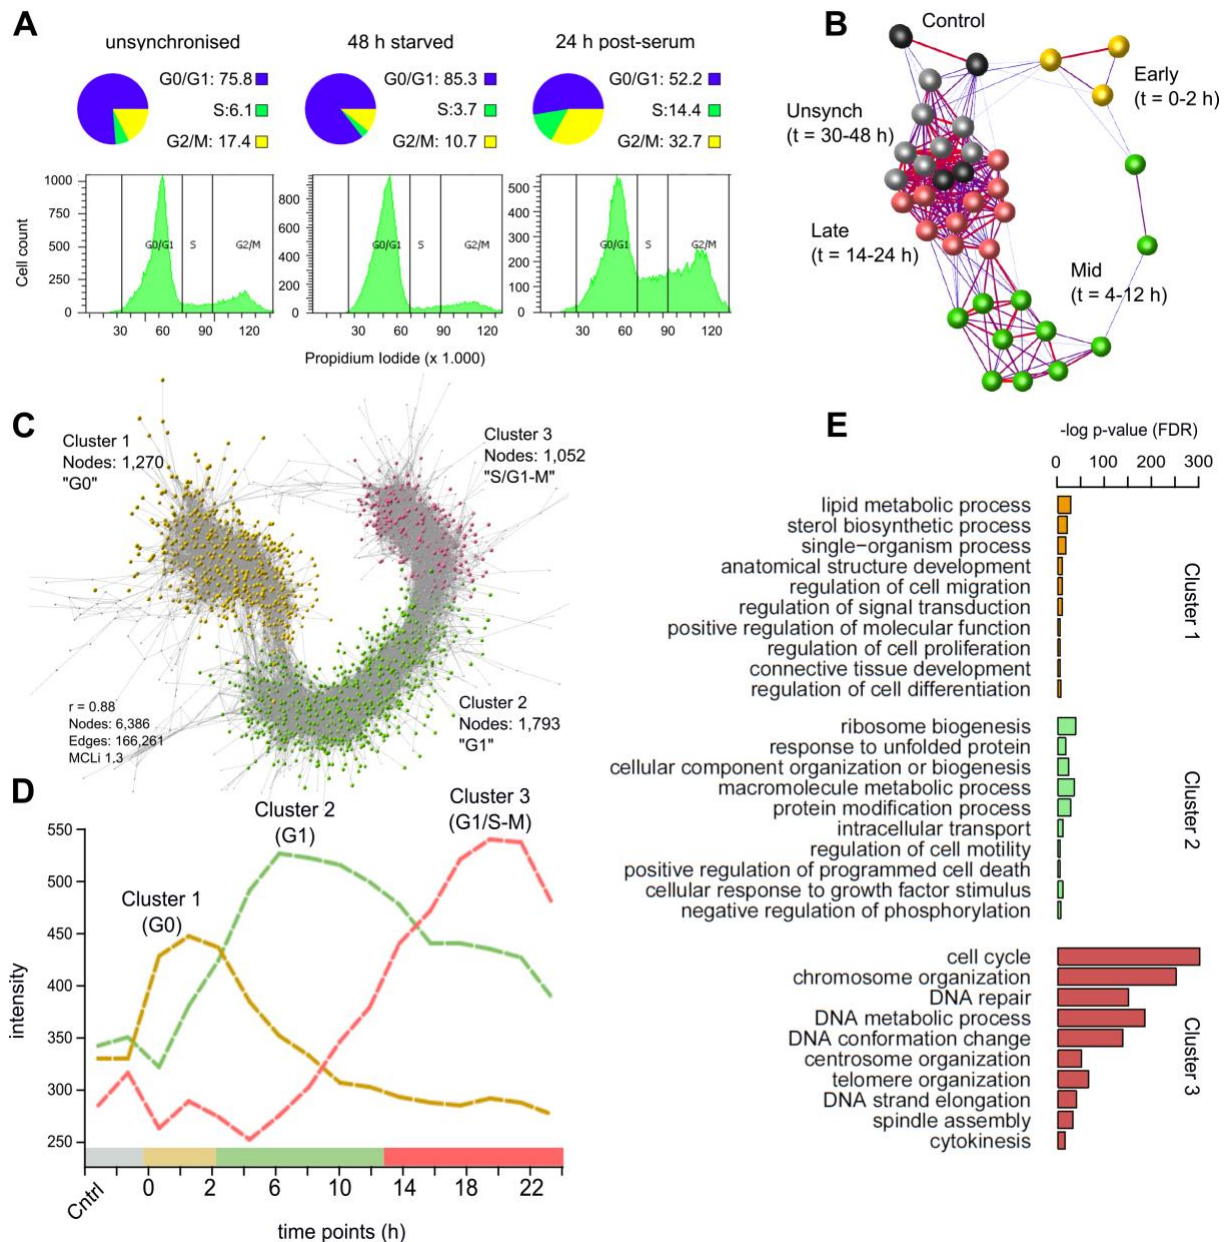 A
unsynchronised
48 h starved
24 h post-serum
G0/G1: 75.8
S:6.1
G2/M: 17.4
G0/G1: 85.3
S:3.7
G2/M: 10.7
G0/G1: 52.2
S:14.4
G2/M: 32.7
Cell count
1000
750
500
250
0
G0/G1
S
G2/M
30
60
90
120
800
600
400
200
0
G0/G1
S
G2/M
30
60
90
120
500
400
300
200
100
0
G0/G1
S
G2/M
30
60
90
120
Propidium Iodide (x 1.000)
B
Control
Early
(t = 0-2 h)
Unsynch
(t = 30-48 h)
Late
(t = 14-24 h)
Mid
(t = 4-12 h)
C
Cluster 1
Nodes: 1,270
"G0"
Cluster 3
Nodes: 1,052
"S/G1-M"
Cluster 2
Nodes: 1,793
"G1"
r = 0.88
Nodes: 6,386
Edges: 166,261
MCLi 1.3
D
Cluster 1
(G0)
Cluster 2
(G1)
Cluster 3
(G1/S-M)
intensity
550
500
450
400
350
300
250
Cntrl
0
2
6
10
14
18
22
time points (h)
E
-log p-value (FDR)
0
100
200
300
lipid metabolic process
sterol biosynthetic process
single−organism process
anatomical structure development
regulation of cell migration
regulation of signal transduction
positive regulation of molecular function
regulation of cell proliferation
connective tissue development
regulation of cell differentiation
Cluster 1
ribosome biogenesis
response to unfolded protein
cellular component organization or biogenesis
macromolecule metabolic process
protein modification process
intracellular transport
regulation of cell motility
positive regulation of programmed cell death
cellular response to growth factor stimulus
negative regulation of phosphorylation
Cluster 2
cell cycle
chromosome organization
DNA repair
DNA metabolic process
DNA conformation change
centrosome organization
telomere organization
DNA strand elongation
spindle assembly
cytokinesis
Cluster 3